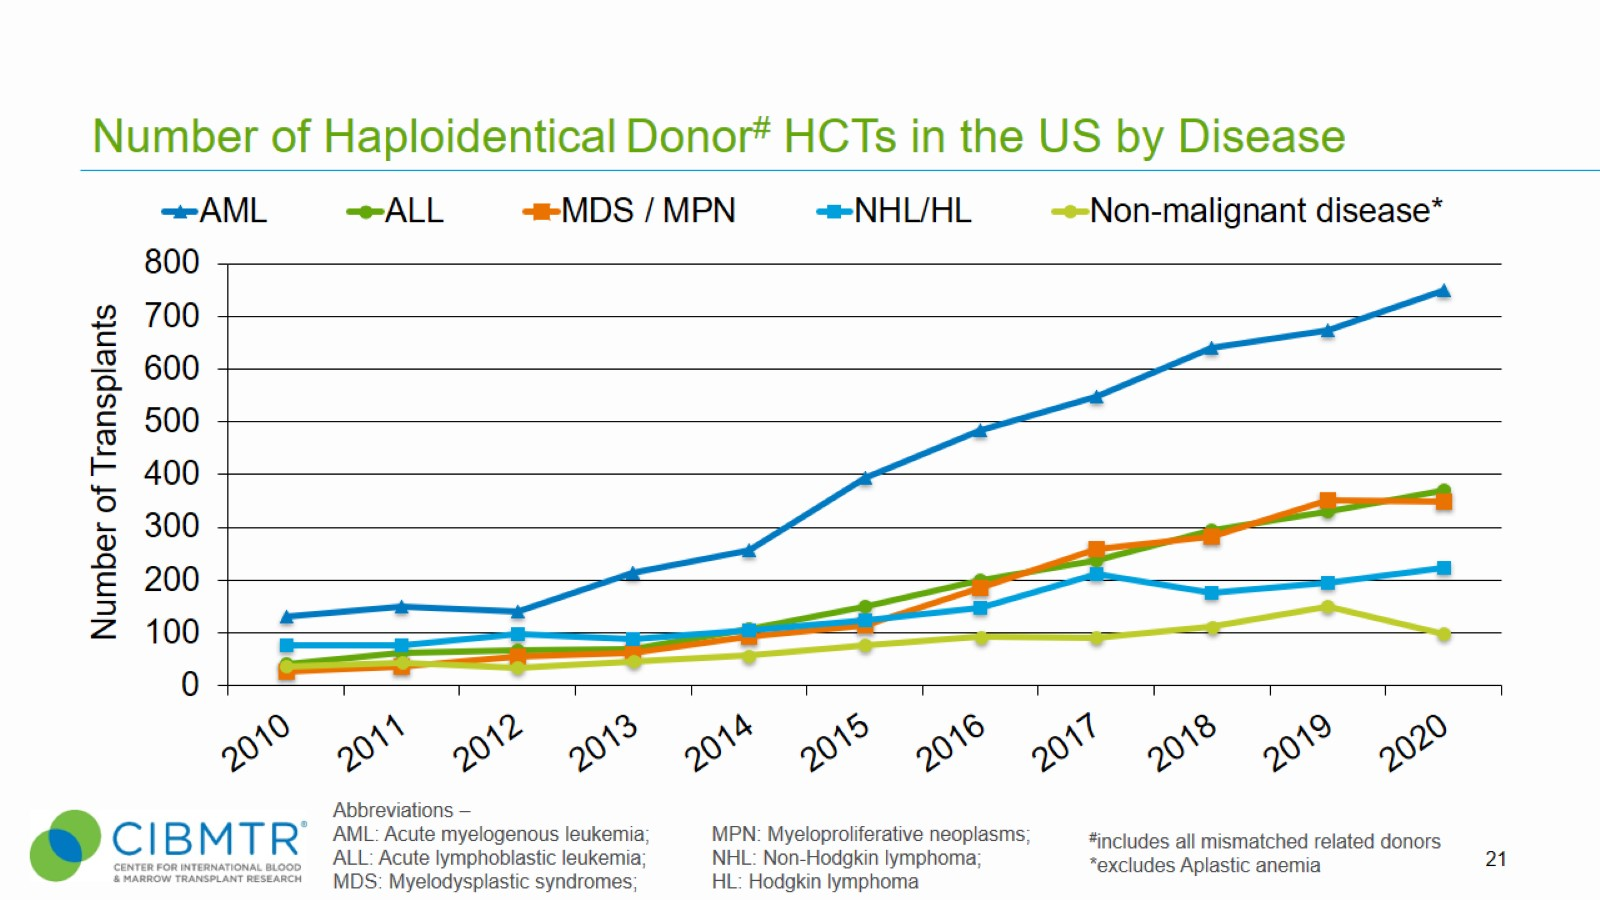 Number of Haploidentical Donor# HCTs in the US by Disease
AML ALL MDS / MPN NHL/HL Non-malignant disease*
Number of Transplants
800
700
600
500
400
300
200
100
0
2010 2011 2012 2013 2014 2015 2016 2017 2018 2019 2020
CIBMTR®
CENTER FOR INTERNATIONAL BLOOD
& MARROW TRANSPLANT RESEARCH
Abbreviations –
AML: Acute myelogenous leukemia;
ALL: Acute lymphoblastic leukemia;
MDS: Myelodysplastic syndromes;
MPN: Myeloproliferative neoplasms;
NHL: Non-Hodgkin lymphoma;
HL: Hodgkin lymphoma
#includes all mismatched related donors
*excludes Aplastic anemia
21